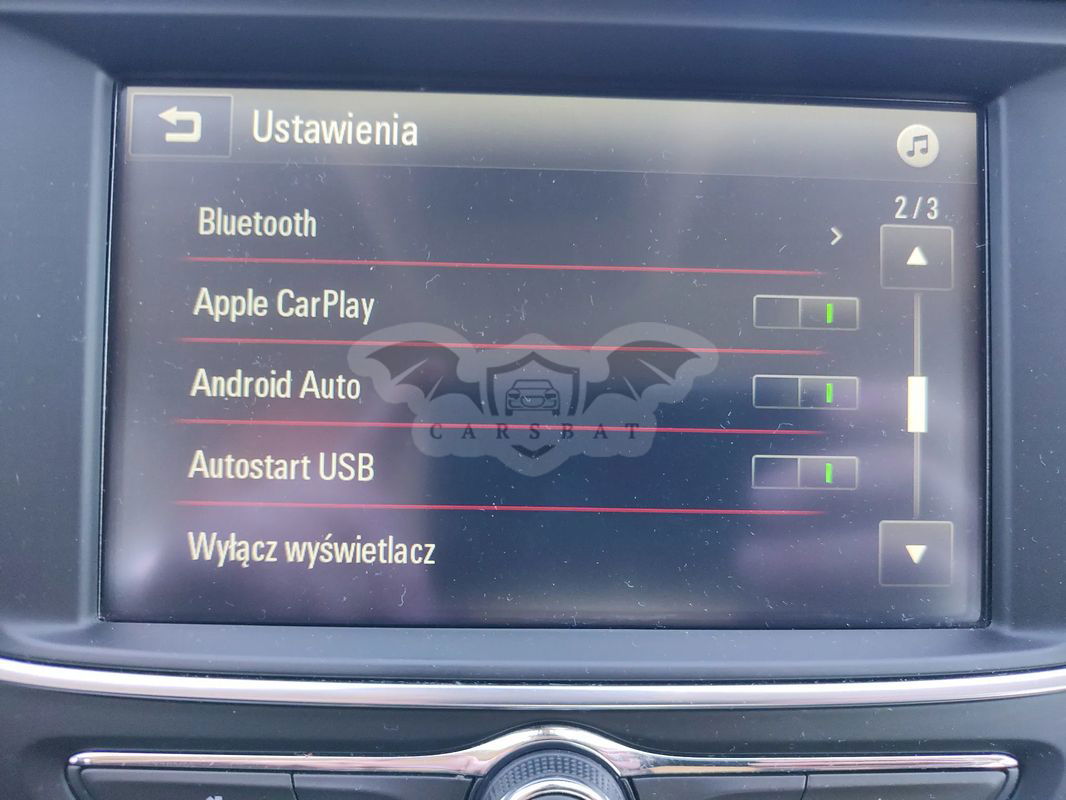 Ustawienia
2/3
Bluetooth
Apple CarPlay
Android Auto
CARSBAT
Autostart USB
Wyłącz wyświetlacz